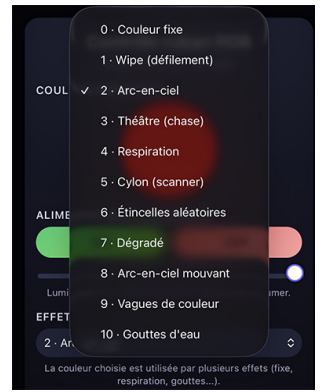 0 · Couleur fixe
1 · Wipe (défilement)
COUL
✓ 2 · Arc-en-ciel
3 · Théâtre (chase)
4 · Respiration
5 · Cylon (scanner)
ALIME
6 · Étincelles aléatoires
7 · Dégradé
8 · Arc-en-ciel mouvant
Lumi
umer.
9 · Vagues de couleur
EFFET
10 · Gouttes d'eau
2 · Ar
La couleur choisie est utilisée par plusieurs effets (fixe,
respiration, gouttes...).